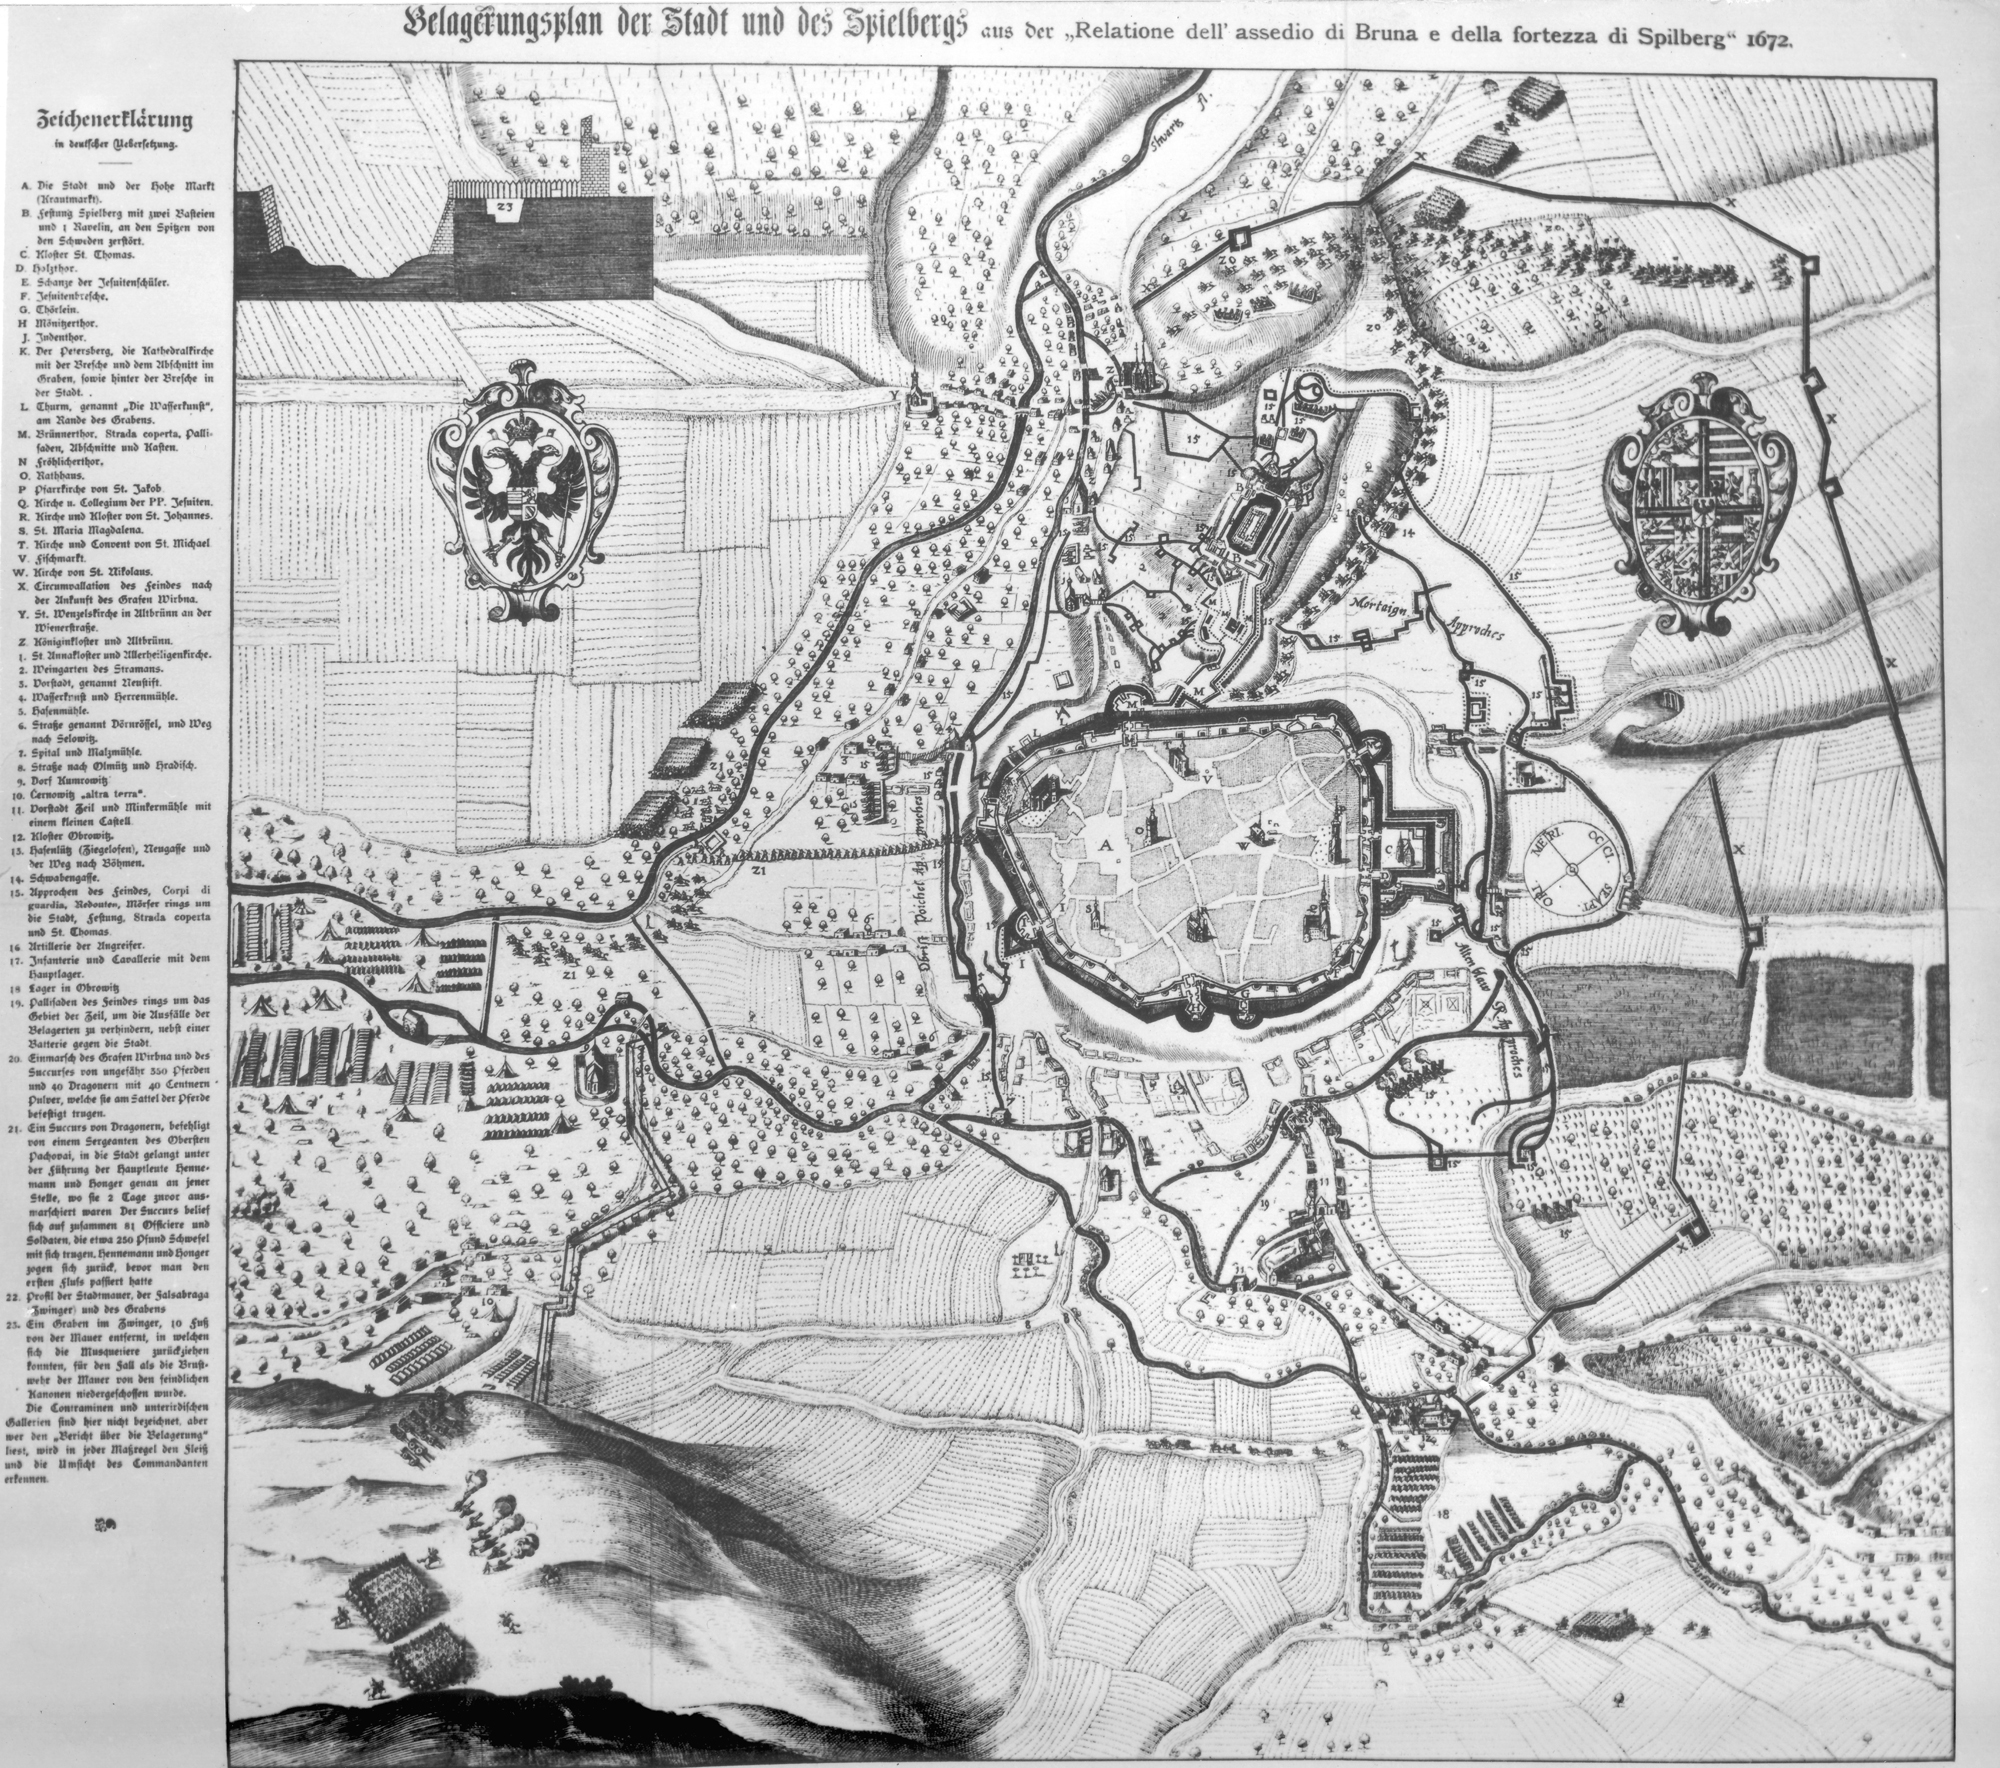 Belagerungsplan der Stadt und des Spielbergs aus der „Relatione dell' assedio di Bruna e della fortezza di Spilberg“ 1672.
Zeichenerklärung
in deutscher Uebersetzung.
A. Die Stadt und der Hohe Markt
(Krautmarkt).
B. Festung Spielberg mit zwei Basteien
und 1 Ravelin, an den Spitzen von
den Schweden zerstört.
C. Kloster St. Thomas.
D. Holzthor.
E. Schanze der Jesuitenschüler.
F. Jesuitenbresche.
G. Thörlein.
H Mönitzerthor.
J. Judenthor.
K. Der Petersberg, die Kathedralkirche
mit der Bresche und dem Abschnitt im
Graben, sowie hinter der Bresche in
der Stadt.
L Thurm, genannt „Die Wasserkunst“,
am Rande des Grabens.
M. Brünnerthor, Strada coperta, Palli-
saden, Abschnitte und Kasten.
N Fröhlicherthor.
O. Rathhaus.
P Pfarrkirche von St. Jakob
Q. Kirche u. Collegium der PP. Jesuiten.
R. Kirche und Kloster von St. Johannes.
S. St. Maria Magdalena.
T. Kirche und Convent von St. Michael
V. Fischmarkt.
W. Kirche von St. Nikolaus.
X. Circumvallation des Feindes nach
der Ankunft des Grafen Wirbna.
Y. St. Wenzelskirche in Altbrünn an der
Wienerstraße.
Z. Königinkloster und Altbrünn.
1. St. Annakloster und Allerheiligenkirche.
2. Weingarten des Stramans.
3. Vorstadt, genannt Neustift.
4. Wasserkunst und Herrenmühle.
5. Hasenmühle.
6. Straße genannt Dörnrössel, und Weg
nach Selowitz.
7. Spital und Malzmühle.
8. Straße nach Olmütz und Hradisch.
9. Dorf Kumrowitz
10. Cernowitz „altra terra“.
11. Vorstadt Zeil und Minkermühle mit
einem kleinen Castell
12. Kloster Obrowitz.
13. Hasenlütz (Ziegelofen), Neugasse und
der Weg nach Böhmen.
14. Schwabengasse.
15. Approchen des Feindes, Corpi di
guardia, Redouten, Mörser rings um
die Stadt, Festung, Strada coperta
und St. Thomas.
16. Artillerie der Angreifer.
17. Infanterie und Cavallerie mit dem
Hauptlager.
18 Lager in Obrowitz
19. Pallisaden des Feindes rings um das
Gebiet der Zeil, um die Ausfälle der
Belagerten zu verhindern, nebst einer
Batterie gegen die Stadt.
20. Einmarsch des Grafen Wirbna und des
Succurses von ungefähr 350 Pferden
und 40 Dragonern mit 40 Centnern
Pulver, welche sie am Sattel der Pferde
befestigt trugen.
21. Ein Succurs von Dragonern, befehligt
von einem Sergeanten des Obersten
Pachovai, in die Stadt gelangt unter
der Führung der Hauptleute Henne-
mann und Honger genau an jener
Stelle, wo sie 2 Tage zuvor aus-
marschiert waren Der Succurs belief
sich auf zusammen 81 Officiere und
Soldaten, die etwa 250 Pfund Schwefel
mit sich trugen. Hennemann und Honger
zogen sich zurück, bevor man den
ersten Fluss passiert hatte
22. Profil der Stadtmauer, der Falsabraga
(Zwinger) und des Grabens
23. Ein Graben im Zwinger, 10 Fuß
von der Mauer entfernt, in welchen
sich die Musquetiere zurückziehen
konnten, für den Fall als die Brust-
wehr der Mauer von den feindlichen
Kanonen niedergeschossen wurde.
Die Contraminen und unterirdischen
Gallerien sind hier nicht bezeichnet, aber
wer den „Bericht über die Belagerung“
liest, wird in jeder Maßregel den Fleiß
und die Umsicht des Commandanten
erkennen.
23
Shwartz fl.
Mortaign Approches
MERI. OCCI. SEPT. ORI
Obrist Poichel Approches